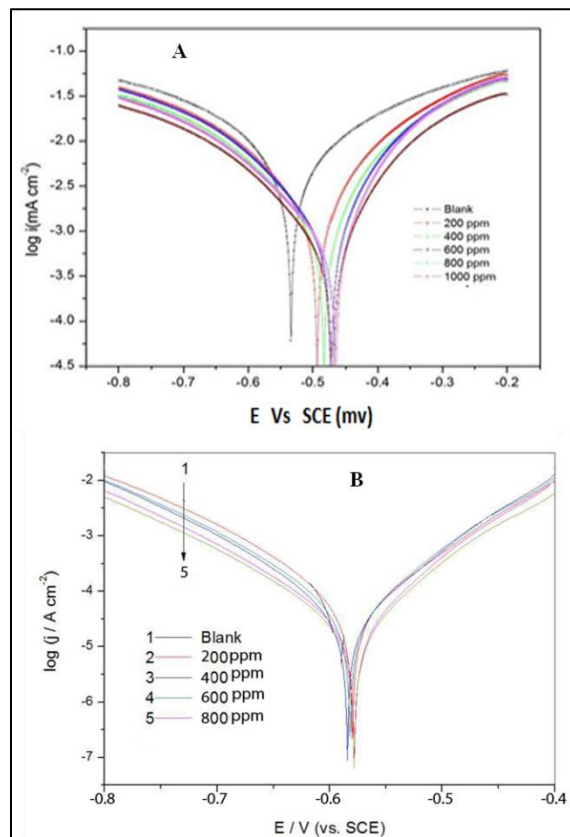 A
-1.0
-1.5
-2.0
-2.5
-3.0
-3.5
-4.0
-4.5
log i(mA cm⁻²)
Blank
200 ppm
400 ppm
600 ppm
800 ppm
1000 ppm
-0.8 -0.7 -0.6 -0.5 -0.4 -0.3 -0.2
E Vs SCE (mv)
B
-2
-3
-4
-5
-6
-7
log (j / A cm⁻²)
1
5
1 Blank
2 200 ppm
3 400 ppm
4 600 ppm
5 800 ppm
-0.8 -0.7 -0.6 -0.5 -0.4
E / V (vs. SCE)